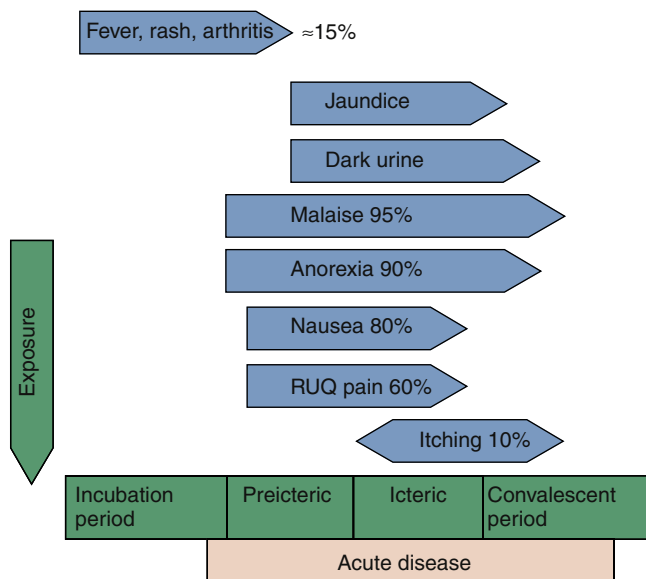 Fever, rash, arthritis ≈15%
Jaundice
Dark urine
Malaise 95%
Anorexia 90%
Nausea 80%
RUQ pain 60%
Itching 10%
Exposure
Incubation
period
Preicteric
Icteric
Convalescent
period
Acute disease